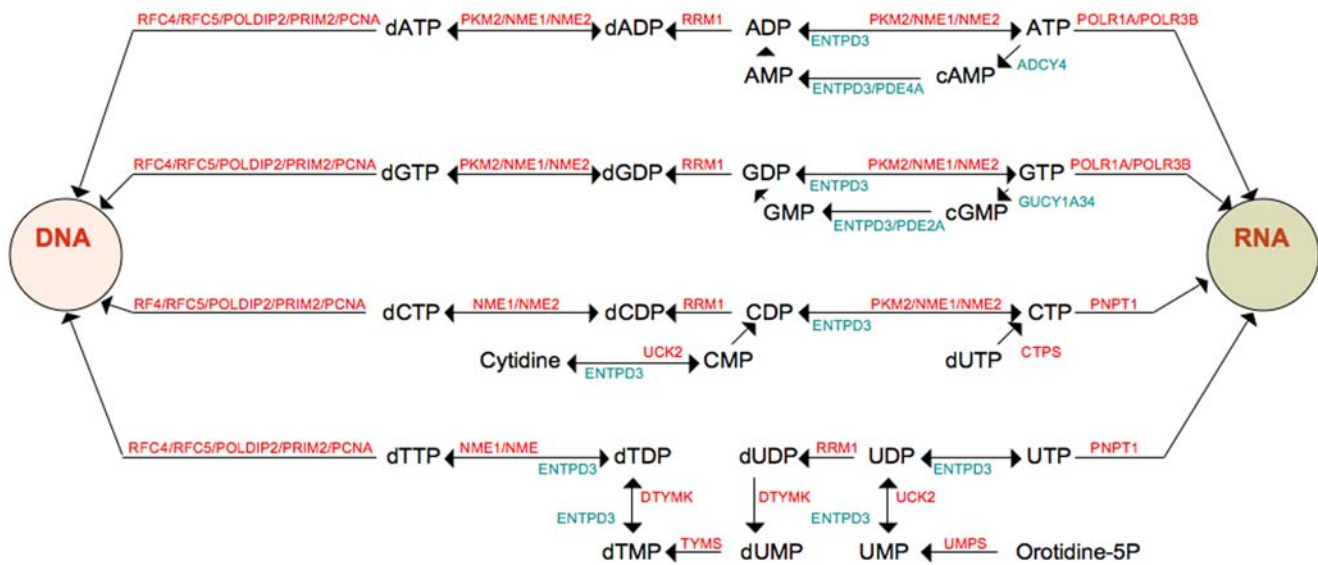 RFC4/RFC5/POLDIP2/PRIM2/PCNA dATP PKM2/NME1/NME2 dADP RRM1 ADP PKM2/NME1/NME2 ATP POLR1A/POLR3B
ENTPD3
AMP ENTPD3/PDE4A cAMP ADCY4
RFC4/RFC5/POLDIP2/PRIM2/PCNA dGTP PKM2/NME1/NME2 dGDP RRM1 GDP PKM2/NME1/NME2 GTP POLR1A/POLR3B
ENTPD3
GMP ENTPD3/PDE2A cGMP GUCY1A34
DNA RNA
RF4/RFC5/POLDIP2/PRIM2/PCNA dCTP NME1/NME2 dCDP RRM1 CDP PKM2/NME1/NME2 CTP PNPT1
ENTPD3
Cytidine UCK2 CMP dUTP CTPS
ENTPD3
RFC4/RFC5/POLDIP2/PRIM2/PCNA dTTP NME1/NME dTDP dUDP RRM1 UDP UTP PNPT1
ENTPD3 ENTPD3
DTYMK DTYMK UCK2
ENTPD3 ENTPD3
dTMP TYMS dUMP UMP UMPS Orotidine-5P